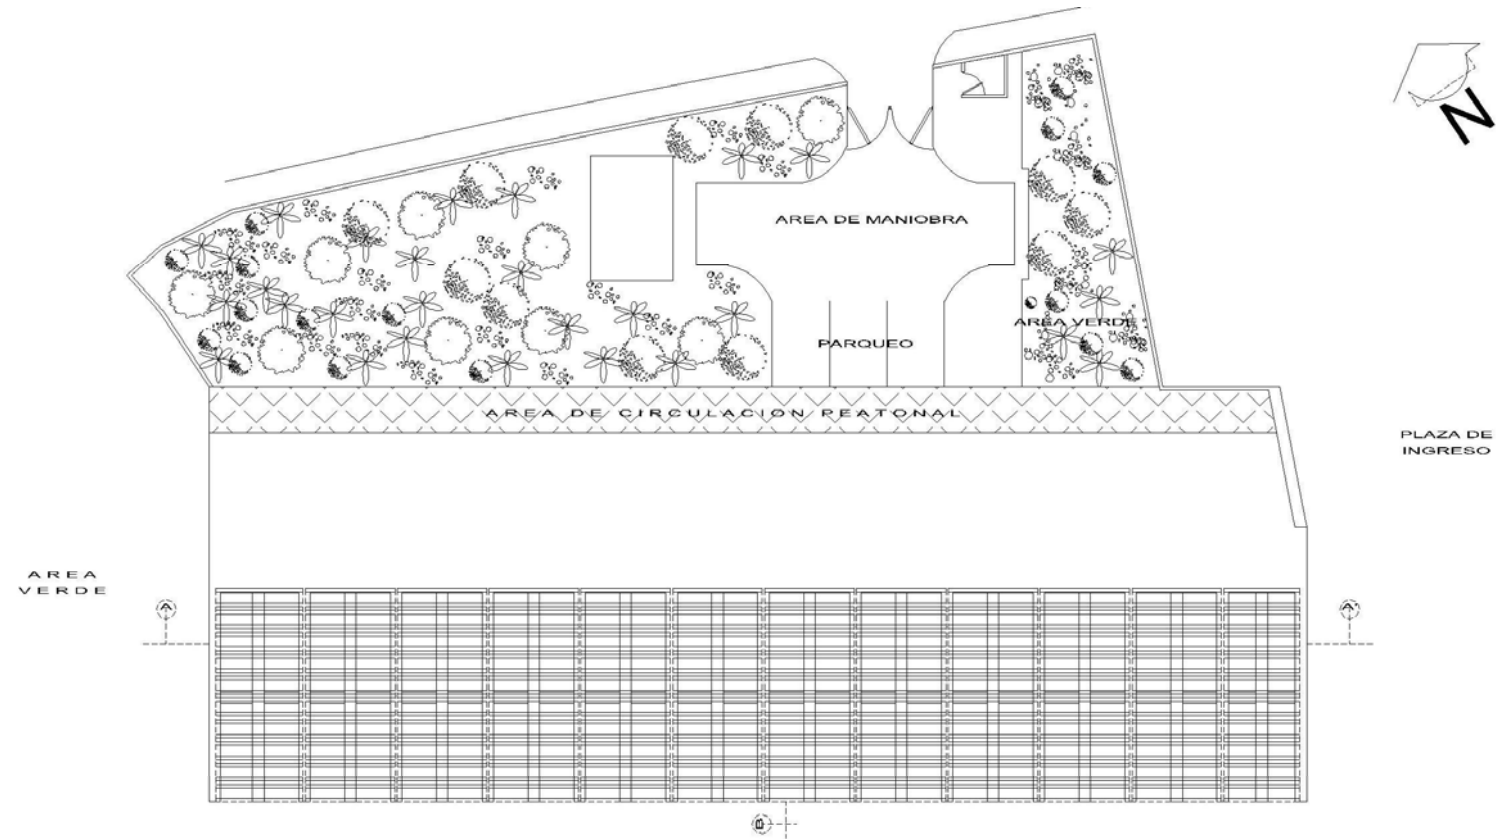 N
AREA DE MANIOBRA
AREA VERDE
PARQUEO
AREA DE CIRCULACION PEATONAL
PLAZA DE
INGRESO
AREA
VERDE
A
A'
B